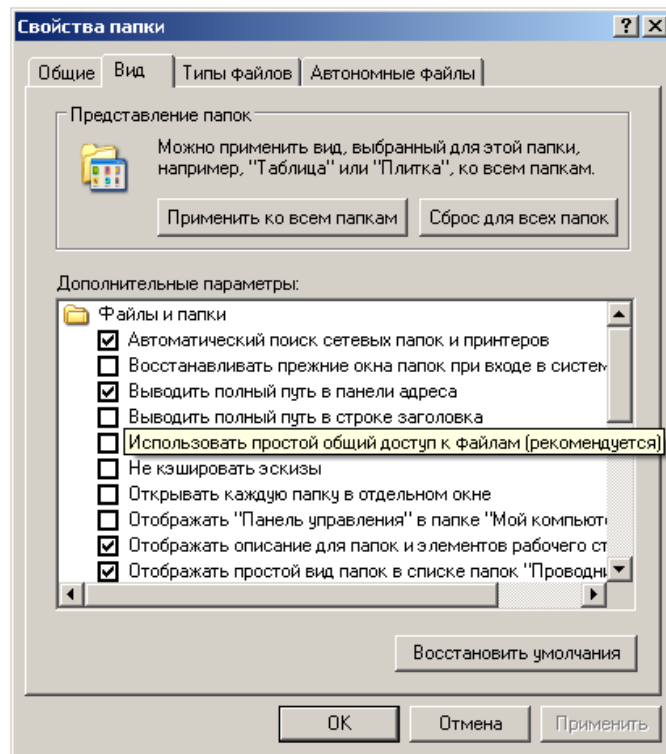 Свойства папки
Общие Вид Типы файлов Автономные файлы
Представление папок
Можно применить вид, выбранный для этой папки,
например, "Таблица" или "Плитка", ко всем папкам.
Применить ко всем папкам Сброс для всех папок
Дополнительные параметры:
Файлы и папки
Автоматический поиск сетевых папок и принтеров
Восстанавливать прежние окна папок при входе в систем
Выводить полный путь в панели адреса
Выводить полный путь в строке заголовка
Использовать простой общий доступ к файлам (рекомендуется)
Не кэшировать эскизы
Открывать каждую папку в отдельном окне
Отображать "Панель управления" в папке "Мой компьют
Отображать описание для папок и элементов рабочего ст
Отображать простой вид папок в списке папок "Проводн
Восстановить умолчания
ОК Отмена Применить